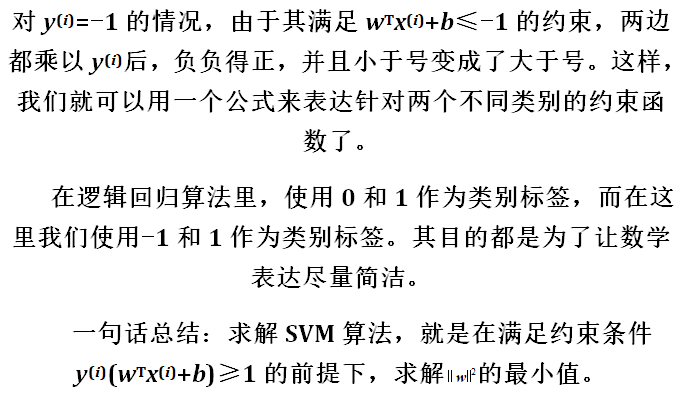 对 y⁽ⁱ⁾=−1 的情况，由于其满足 wᵀx⁽ⁱ⁾+b≤−1 的约束，两边
都乘以 y⁽ⁱ⁾后，负负得正，并且小于号变成了大于号。这样，
我们就可以用一个公式来表达针对两个不同类别的约束函
数了。
在逻辑回归算法里，使用 0 和 1 作为类别标签，而在这
里我们使用−1 和 1 作为类别标签。其目的都是为了让数学
表达尽量简洁。
一句话总结：求解 SVM 算法，就是在满足约束条件
y⁽ⁱ⁾(wᵀx⁽ⁱ⁾+b)≥1 的前提下，求解‖w‖²的最小值。